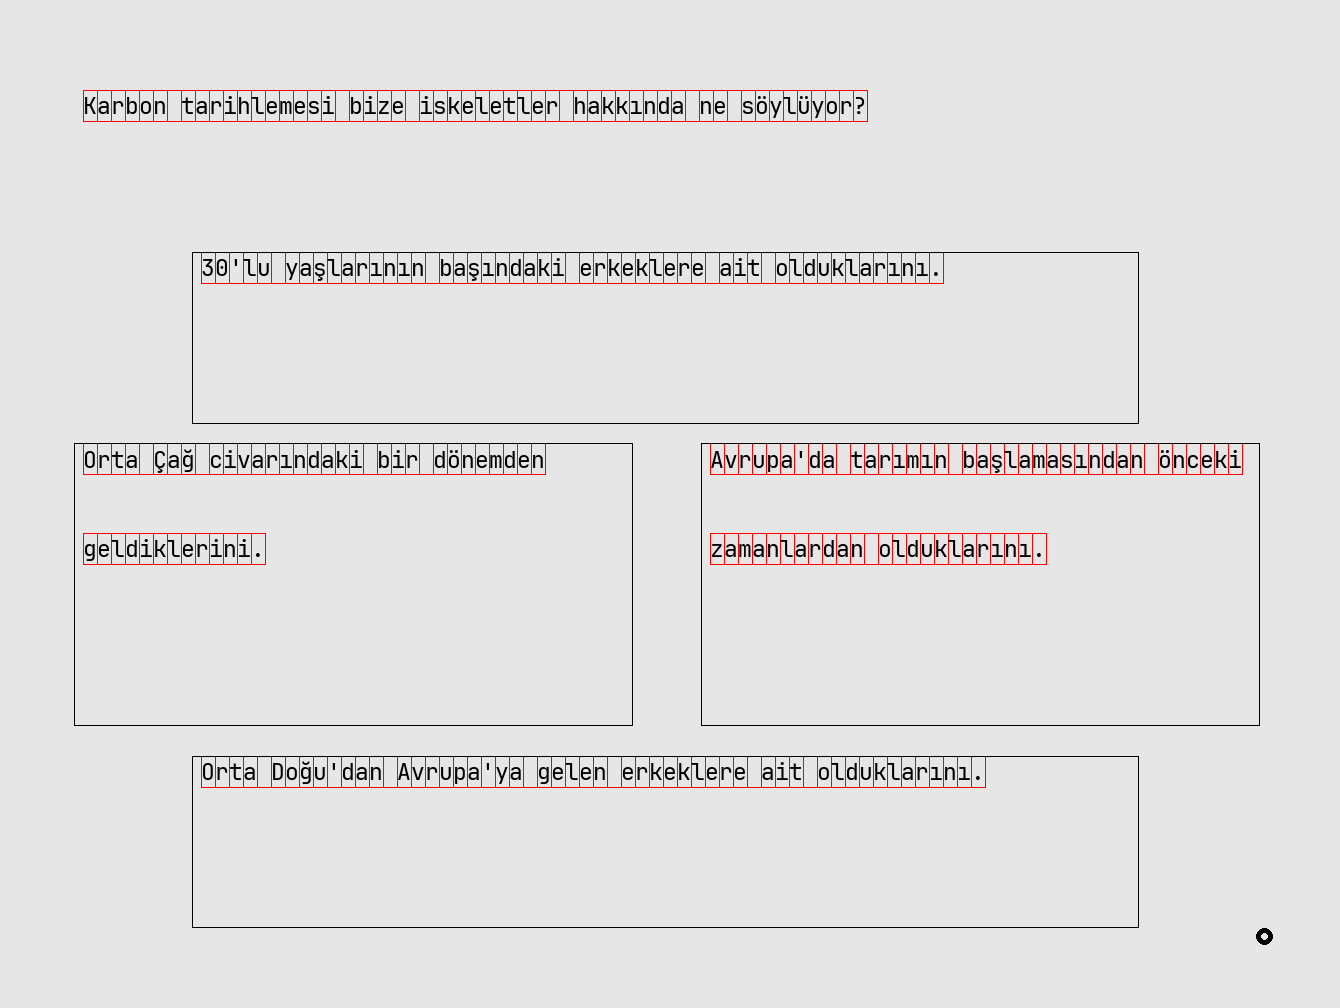 Karbon tarihlemesi bize iskeletler hakkında ne söylüyor?
30'lu yaşlarının başındaki erkeklere ait olduklarını.
Orta Çağ civarındaki bir dönemden
geldiklerini.
Avrupa'da tarımın başlamasından önceki
zamanlardan olduklarını.
Orta Doğu'dan Avrupa'ya gelen erkeklere ait olduklarını.